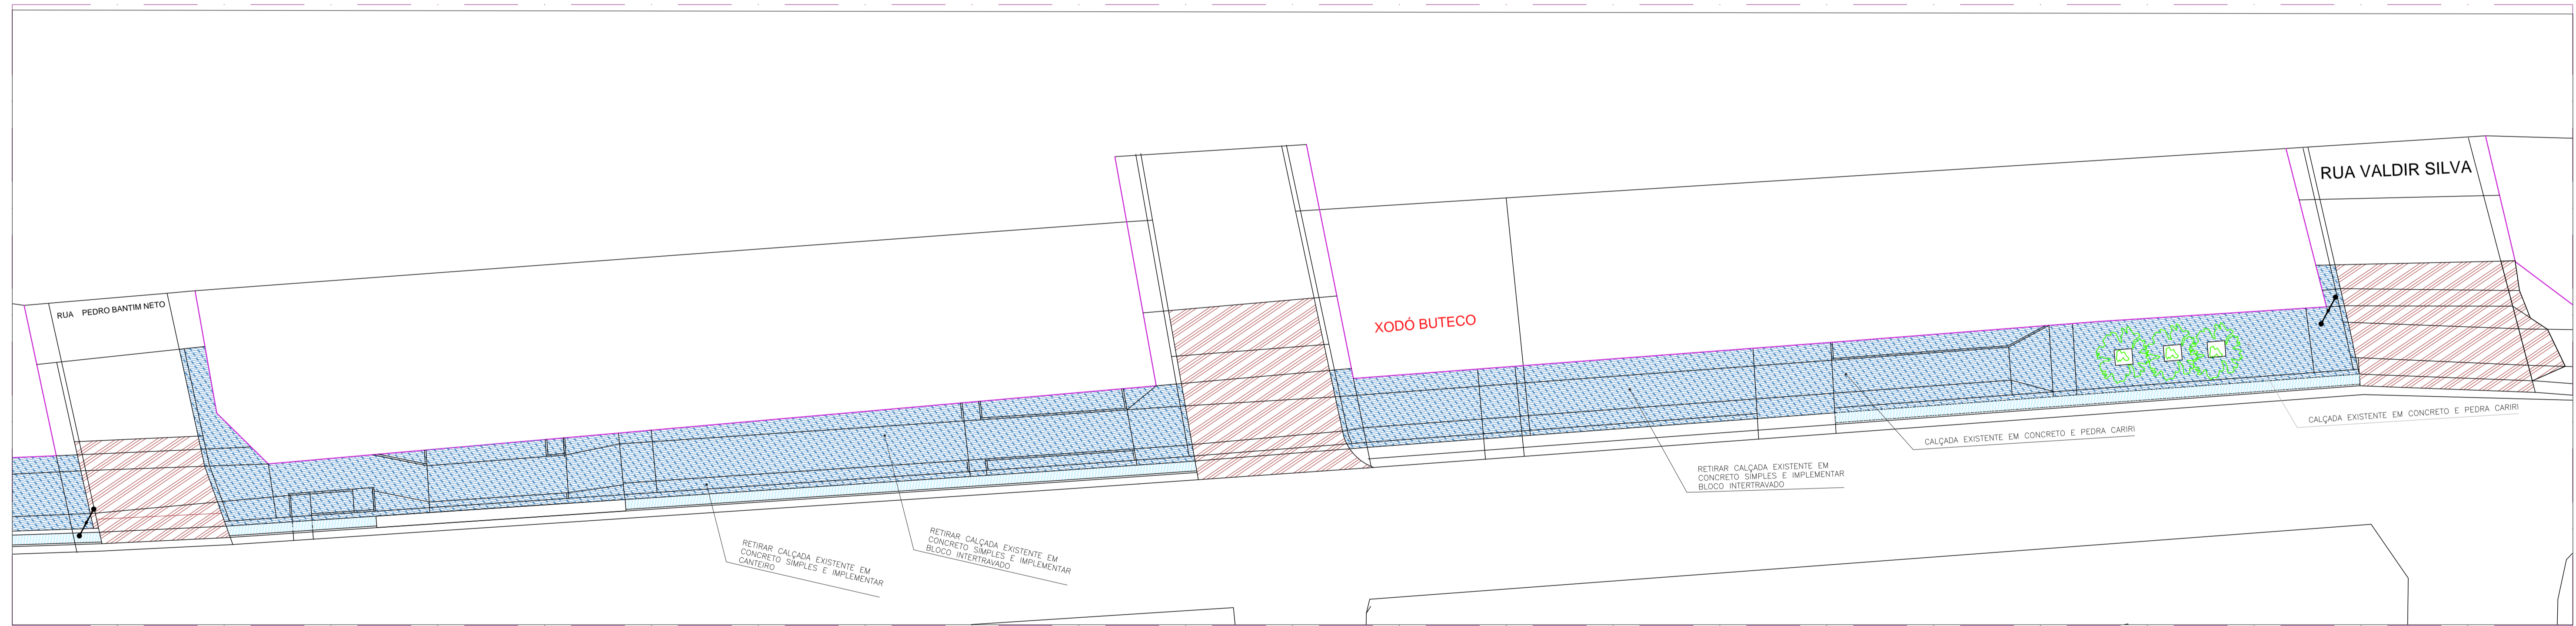 RUA PEDRO BANTIM NETO
RUA VALDIR SILVA
XODÓ BUTECO
RETIRAR CALÇADA EXISTENTE EM
CONCRETO SIMPLES E IMPLEMENTAR
CANTEIRO
RETIRAR CALÇADA EXISTENTE EM
CONCRETO SIMPLES E IMPLEMENTAR
BLOCO INTERTRAVADO
RETIRAR CALÇADA EXISTENTE EM
CONCRETO SIMPLES E IMPLEMENTAR
BLOCO INTERTRAVADO
CALÇADA EXISTENTE EM CONCRETO E PEDRA CARIRI
CALÇADA EXISTENTE EM CONCRETO E PEDRA CARIRI